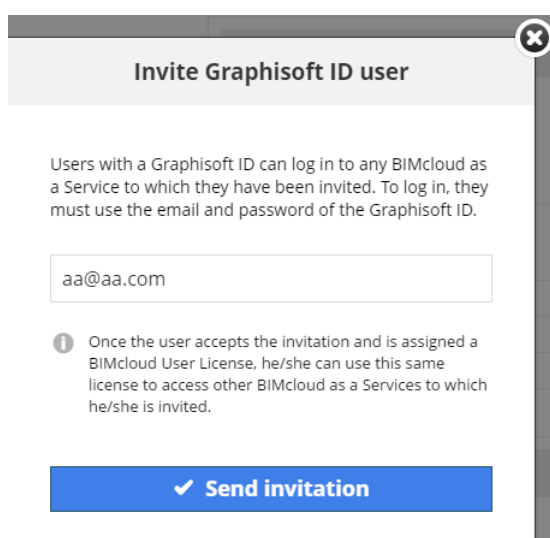 Invite Graphisoft ID user
Users with a Graphisoft ID can log in to any BIMcloud as
a Service to which they have been invited. To log in, they
must use the email and password of the Graphisoft ID.
aa@aa.com
Once the user accepts the invitation and is assigned a
BIMcloud User License, he/she can use this same
license to access other BIMcloud as a Services to which
he/she is invited.
Send invitation